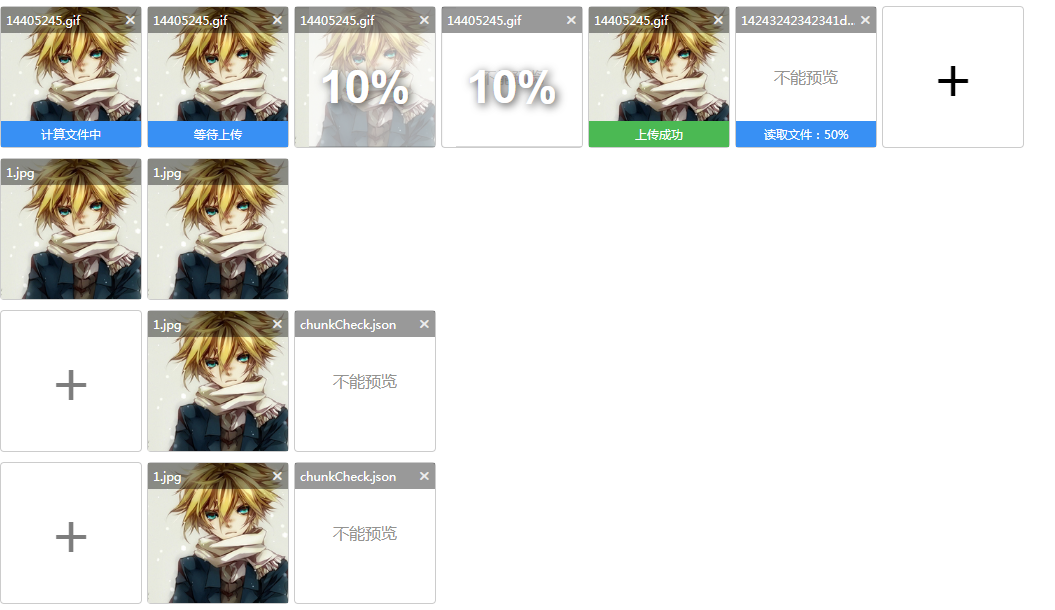 14405245.gif ×
14405245.gif ×
14405245.gif ×
14405245.gif ×
14405245.gif ×
14243242342341d... ×
10%
10%
不能预览
+
计算文件中
等待上传
上传成功
读取文件：50%
1.jpg
1.jpg
1.jpg ×
chunkCheck.json ×
+
不能预览
1.jpg ×
chunkCheck.json ×
+
不能预览